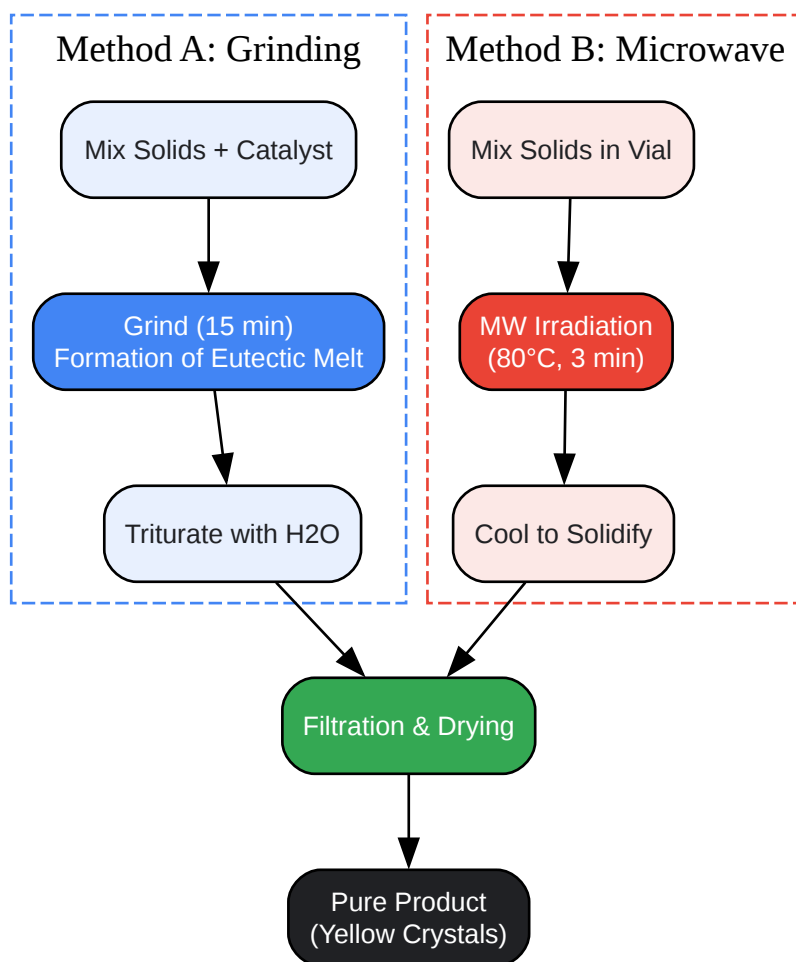 Method A: Grinding
Mix Solids + Catalyst
Grind (15 min)
Formation of Eutectic Melt
Triturate with H2O
Method B: Microwave
Mix Solids in Vial
MW Irradiation
(80°C, 3 min)
Cool to Solidify
Filtration & Drying
Pure Product
(Yellow Crystals)